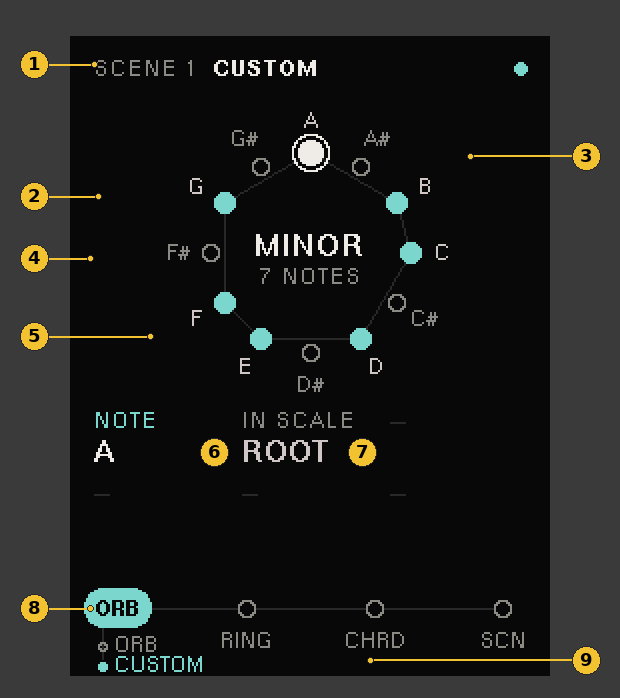 1 SCENE 1 CUSTOM
A
G# A#
3
G B
2
MINOR
F# C
4
7 NOTES
F C#
5
E D
D#
NOTE IN SCALE
A 6 ROOT 7
8 ORB
RING CHRD SCN
ORB
CUSTOM
9